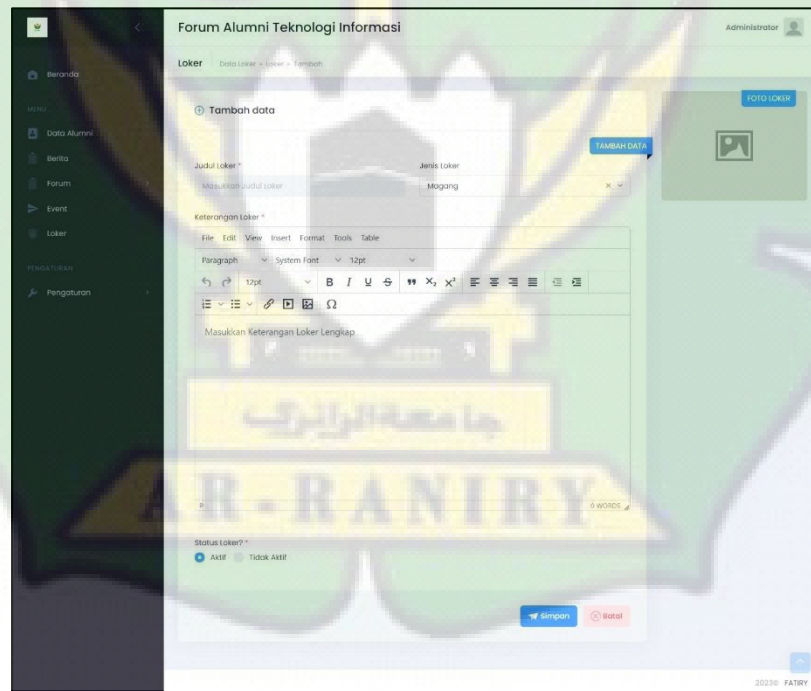 Forum Alumni Teknologi Informasi
Administrator
Loker Data Loker • Loker • Tambah
Beranda
MENU
Data Alumni
Berita
Forum
Event
Loker
PENGATURAN
Pengaturan
Tambah data
TAMBAH DATA
FOTO LOKER
Judul Loker * Jenis Loker
Masukkan Judul Loker Magang
Keterangan Loker *
File Edit View Insert Format Tools Table
Paragraph System Font 12pt
12pt B I U S X₂ X² Ω
Masukkan Keterangan Loker Lengkap
جامعة الرانري
AR-RANIRY
P 0 WORDS
Status Loker? *
Aktif Tidak Aktif
Simpan Batal
2023© FATIRY